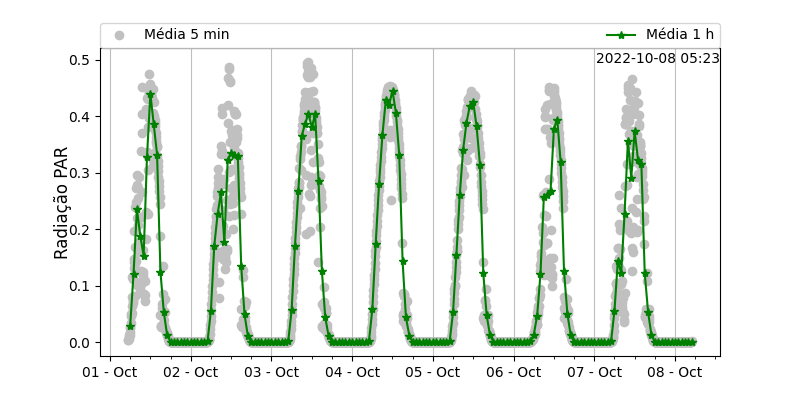 Média 5 min
Média 1 h
2022-10-08 05:23
Radiação PAR
0.5
0.4
0.3
0.2
0.1
0.0
01 - Oct
02 - Oct
03 - Oct
04 - Oct
05 - Oct
06 - Oct
07 - Oct
08 - Oct